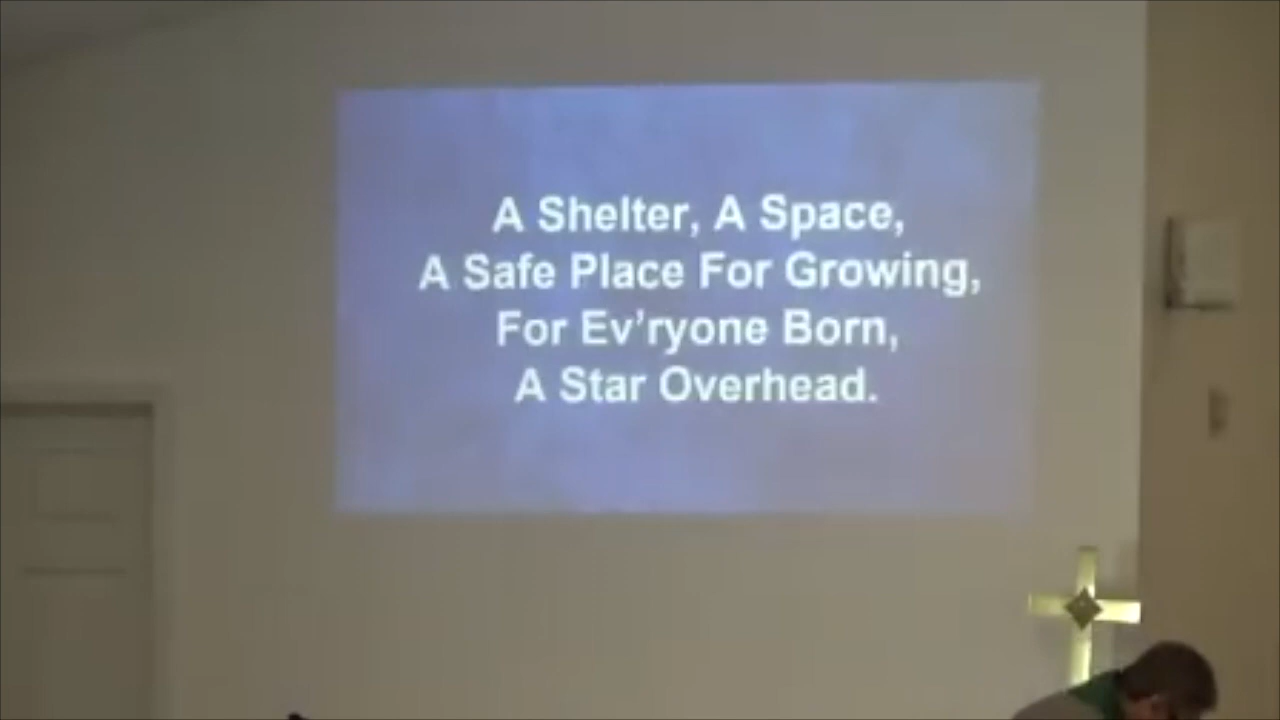 A Shelter, A Space,
A Safe Place For Growing,
For Ev’ryone Born,
A Star Overhead.